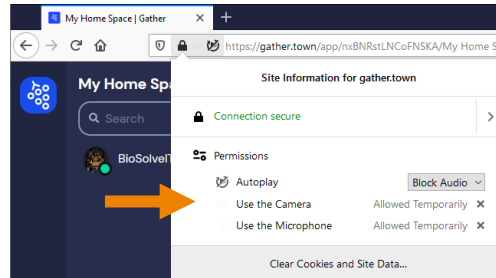 My Home Space | Gather
https://gather.town/app/nxBNRstLNCoFNSKA/My Home S
My Home Spa
Search
BioSolveIT
Site Information for gather.town
Connection secure
Permissions
Autoplay Block Audio
Use the Camera Allowed Temporarily
Use the Microphone Allowed Temporarily
Clear Cookies and Site Data...